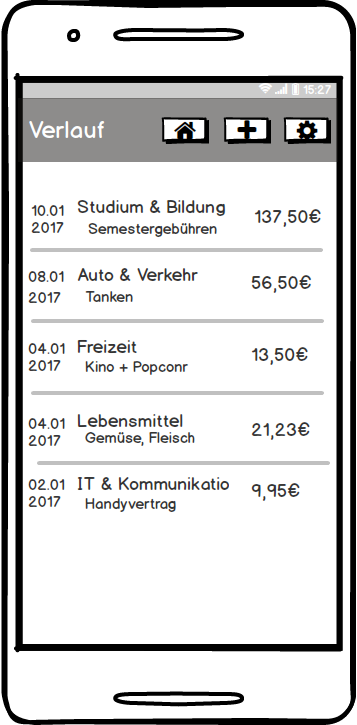 15:27
Verlauf
10.01
2017
Studium & Bildung
Semestergebühren
137,50€
08.01
2017
Auto & Verkehr
Tanken
56,50€
04.01
2017
Freizeit
Kino + Popconr
13,50€
04.01
2017
Lebensmittel
Gemüse, Fleisch
21,23€
02.01
2017
IT & Kommunikatio
Handyvertrag
9,95€